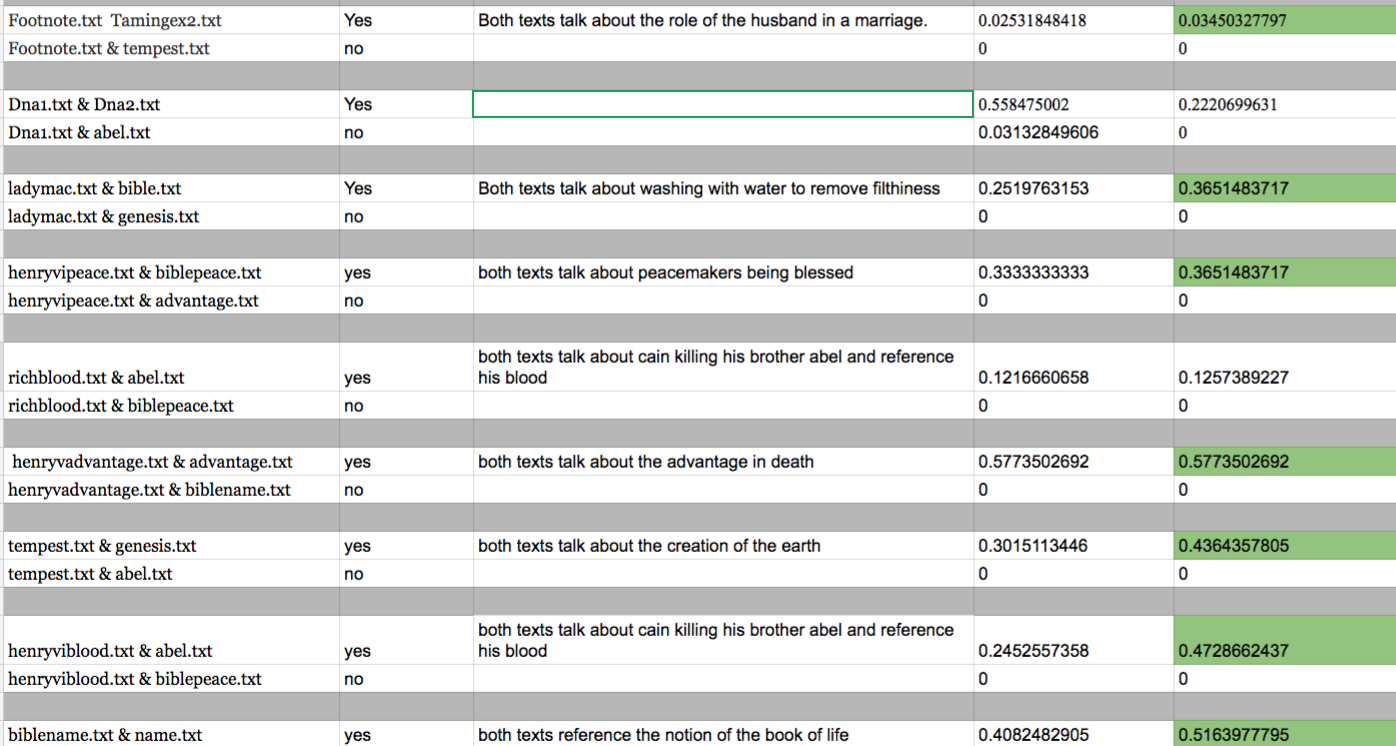 Footnote.txt Tamingex2.txt Yes Both texts talk about the role of the husband in a marriage. 0.02531848418 0.03450327797
Footnote.txt & tempest.txt no 0 0
Dna1.txt & Dna2.txt Yes 0.558475002 0.2220699631
Dna1.txt & abel.txt no 0.03132849606 0
ladymac.txt & bible.txt Yes Both texts talk about washing with water to remove filthiness 0.2519763153 0.3651483717
ladymac.txt & genesis.txt no 0 0
henryvipeace.txt & biblepeace.txt yes both texts talk about peacemakers being blessed 0.3333333333 0.3651483717
henryvipeace.txt & advantage.txt no 0 0
both texts talk about cain killing his brother abel and reference
richblood.txt & abel.txt yes his blood 0.1216660658 0.1257389227
richblood.txt & biblepeace.txt no 0 0
henryvadvantage.txt & advantage.txt yes both texts talk about the advantage in death 0.5773502692 0.5773502692
henryvadvantage.txt & biblename.txt no 0 0
tempest.txt & genesis.txt yes both texts talk about the creation of the earth 0.3015113446 0.4364357805
tempest.txt & abel.txt no 0 0
both texts talk about cain killing his brother abel and reference
henryviblood.txt & abel.txt yes his blood 0.2452557358 0.4728662437
henryviblood.txt & biblepeace.txt no 0 0
biblename.txt & name.txt yes both texts reference the notion of the book of life 0.4082482905 0.5163977795